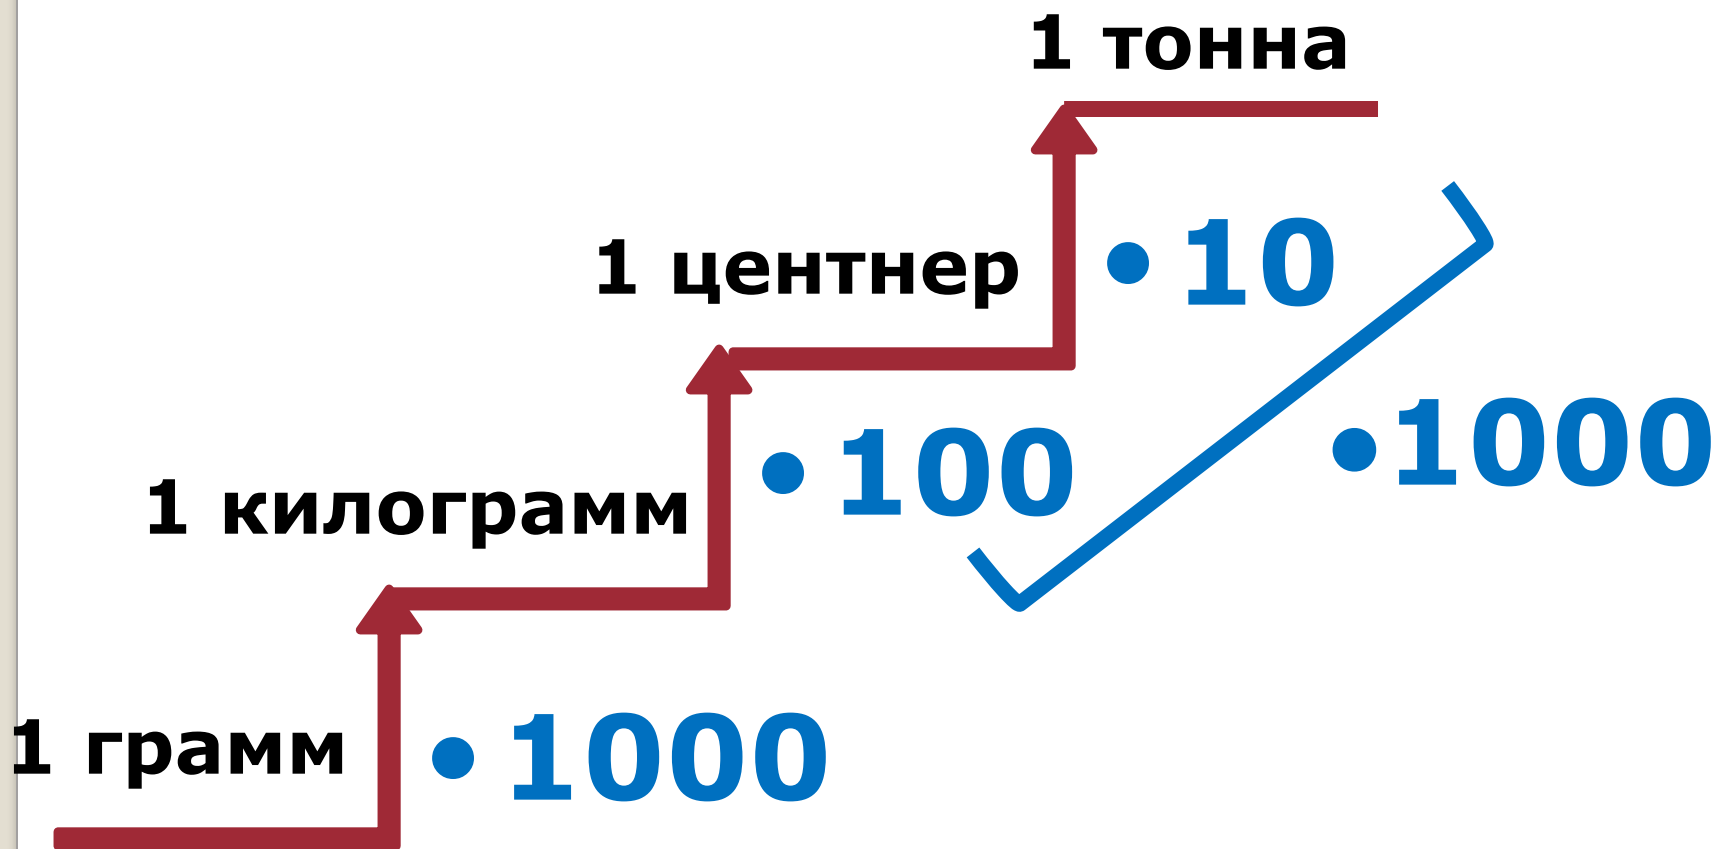 1 тонна
1 центнер
• 10
• 100
•1000
1 килограмм
1 грамм
• 1000